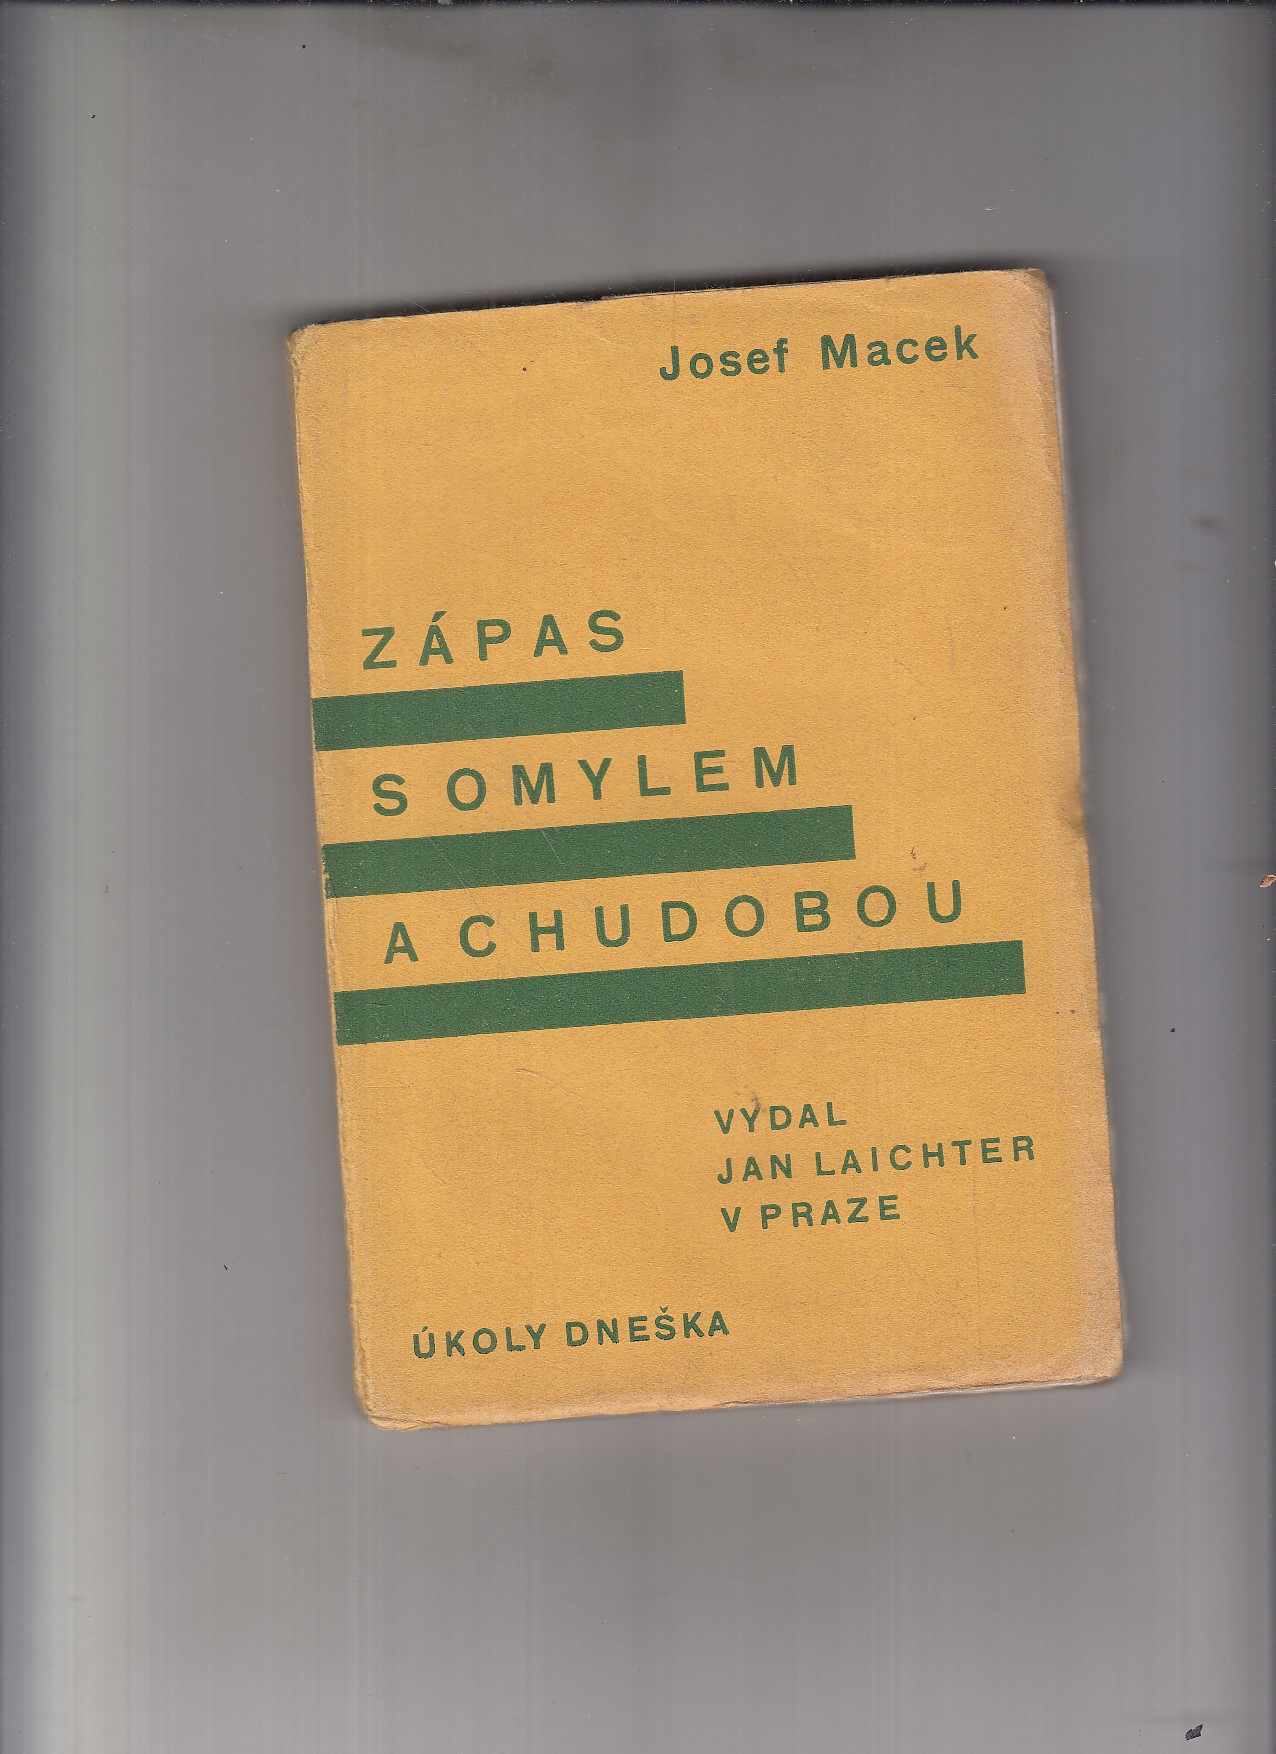 Josef Macek
ZÁPAS
S OMYLEM
A CHUDOBOU
VYDAL
JAN LAICHTER
V PRAZE
ÚKOLY DNEŠKA